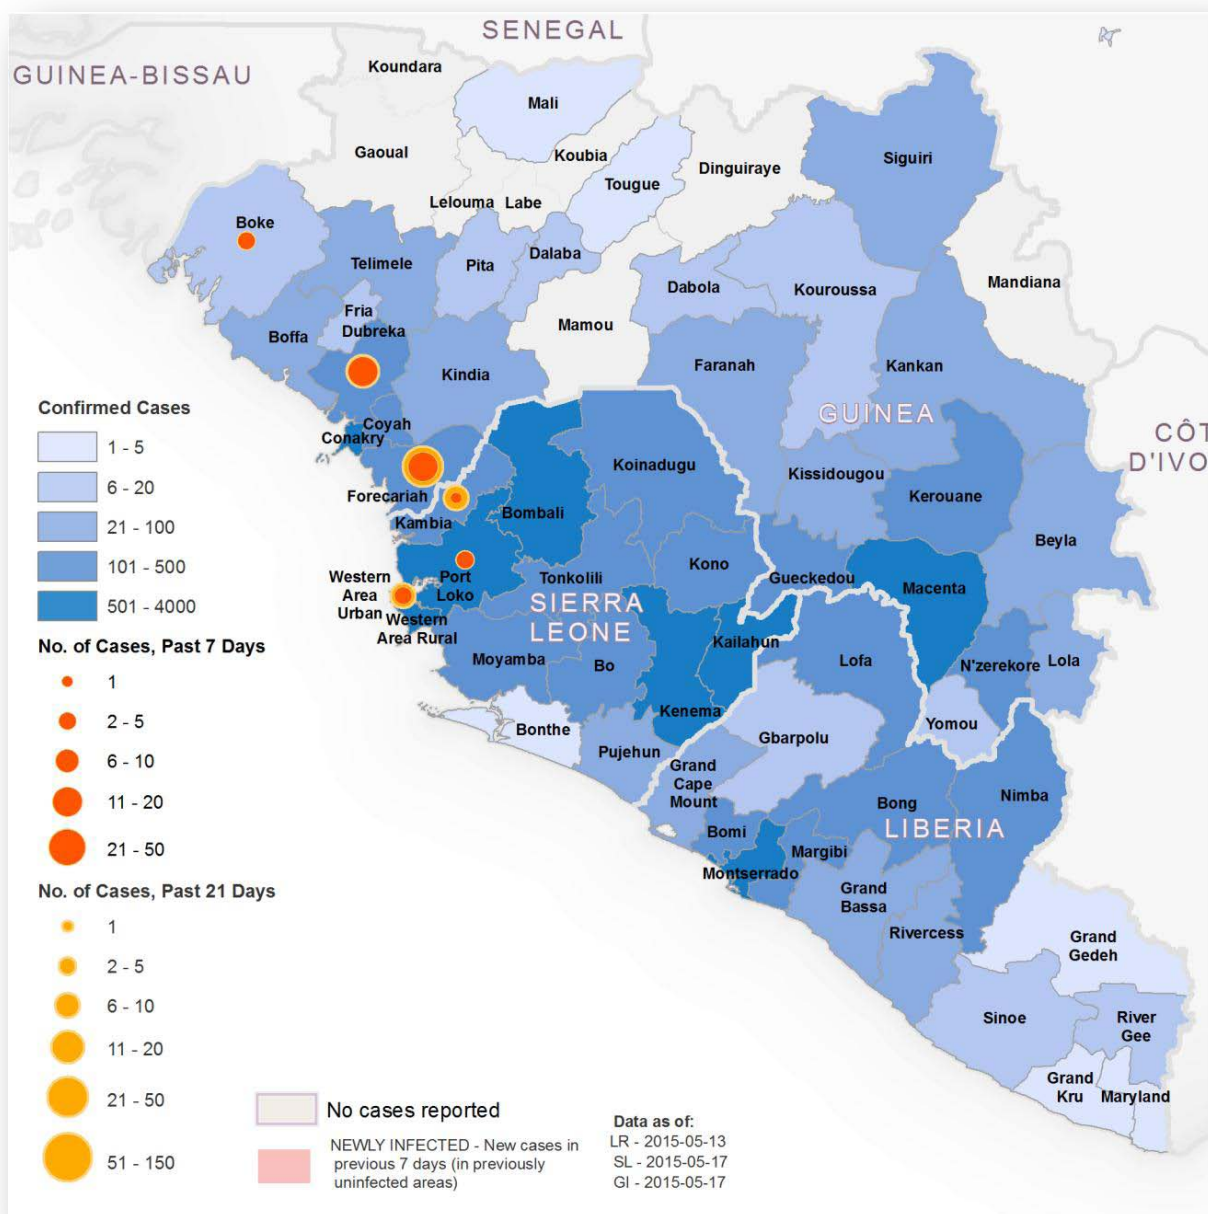 SENEGAL
GUINEA-BISSAU
Koundara
Mali
Gaoual
Koubia
Siguiri
Dinguiraye
Tougue
Lelouma
Labe
Boke
Dalaba
Telimele
Pita
Mandiana
Dabola
Kouroussa
Fria
Mamou
Dubreka
Boffa
Faranah
Kankan
Kindia
GUINEA
Coyah
Conakry
CÔT
D'IVO
Koinadugu
Kissidougou
Forecariah
Kerouane
Bombali
Kambia
Beyla
Kono
Western
Area
Urban
Port
Loko
Tonkolili
Gueckedou
Macenta
SIERRA
LEONE
Western
Area Rural
Kailahun
Moyamba
Bo
Lofa
N'zerekore
Lola
Kenema
Yomou
Bonthe
Pujehun
Gbarpolu
Grand
Cape
Mount
Nimba
Bong
LIBERIA
Bomi
Margibi
Montserrado
Grand
Bassa
Rivercess
Grand
Gedeh
Sinoe
River
Gee
Grand
Kru
Maryland
Confirmed Cases
1 - 5
6 - 20
21 - 100
101 - 500
501 - 4000
No. of Cases, Past 7 Days
1
2 - 5
6 - 10
11 - 20
21 - 50
No. of Cases, Past 21 Days
1
2 - 5
6 - 10
11 - 20
21 - 50
51 - 150
No cases reported
NEWLY INFECTED - New cases in
previous 7 days (in previously
uninfected areas)
Data as of:
LR - 2015-05-13
SL - 2015-05-17
GI - 2015-05-17